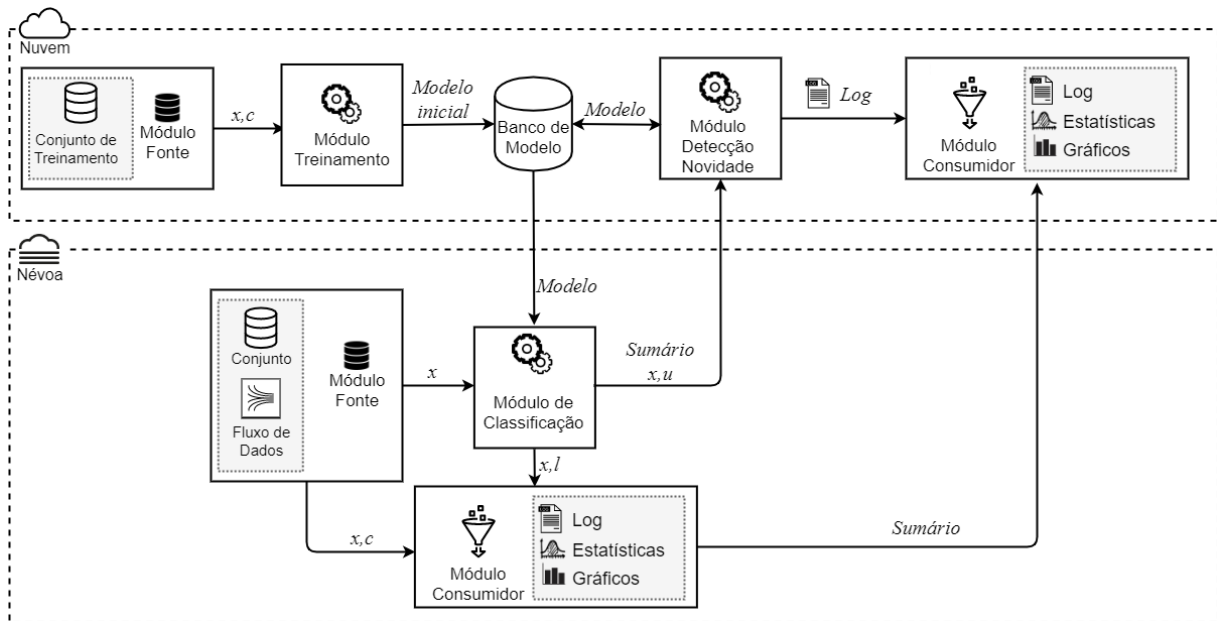 Nuvem
Conjunto de
Treinamento
Módulo
Fonte
x,c
Módulo
Treinamento
Modelo
inicial
Banco de
Modelo
Modelo
Módulo
Detecção
Novidade
Log
Módulo
Consumidor
Log
Estatísticas
Gráficos
Névoa
Modelo
Conjunto
Fluxo de
Dados
Módulo
Fonte
x
Módulo de
Classificação
Sumário
x,u
x,l
x,c
Módulo
Consumidor
Log
Estatísticas
Gráficos
Sumário